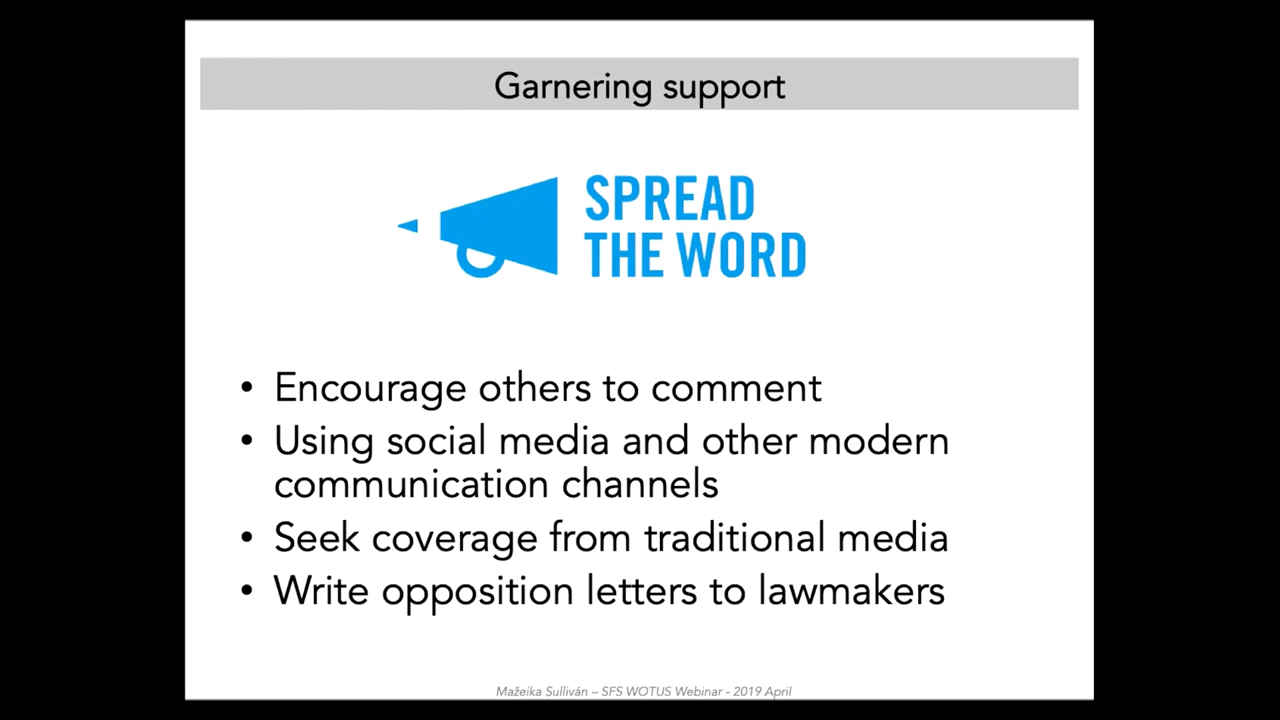 Garnering support
SPREAD
THE WORD
• Encourage others to comment
• Using social media and other modern
communication channels
• Seek coverage from traditional media
• Write opposition letters to lawmakers
Mažeika Sullivan – SFS WOTUS Webinar - 2019 April